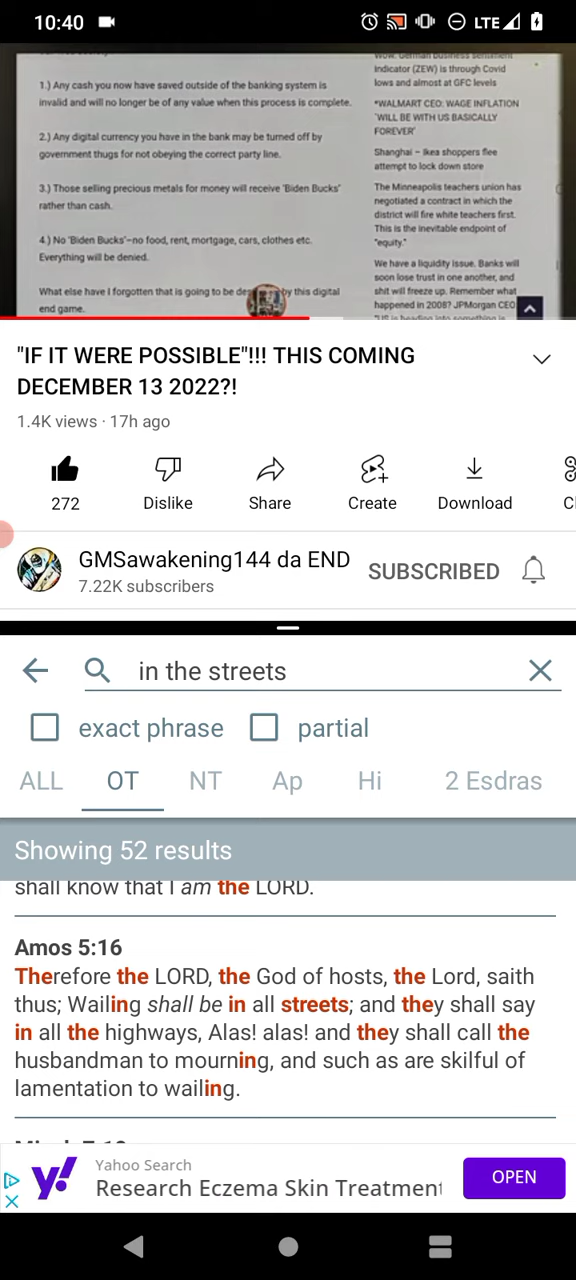 10:40
LTE
1.) Any cash you now have saved outside of the banking system is
invalid and will no longer be of any value when this process is complete.
2.) Any digital currency you have in the bank may be turned off by
government thugs for not obeying the correct party line.
3.) Those selling precious metals for money will receive 'Biden Bucks'
rather than cash.
4.) No 'Biden Bucks'–no food, rent, mortgage, cars, clothes etc.
Everything will be denied.
What else have I forgotten that is going to be by this digital
end game.
Wow. German business sentiment
Indicator (ZEW) is through Covid
lows and almost at GFC levels
*WALMART CEO: WAGE INFLATION
'WILL BE WITH US BASICALLY
FOREVER'
Shanghai – Ikea shoppers flee
attempt to lock down store
The Minneapolis teachers union has
negotiated a contract in which the
district will fire white teachers first.
This is the inevitable endpoint of
"equity."
We have a liquidity issue. Banks will
soon lose trust in one another, and
shit will freeze up. Remember what
happened in 2008? JPMorgan CEO:
"US is heading into something is
"IF IT WERE POSSIBLE"!!! THIS COMING
DECEMBER 13 2022?!
1.4K views · 17h ago
272
Dislike
Share
Create
Download
Cl
GMSawakening144 da END
SUBSCRIBED
7.22K subscribers
in the streets
exact phrase
partial
ALL
OT
NT
Ap
Hi
2 Esdras
Showing 52 results
shall know that I am the LORD.
Amos 5:16
Therefore the LORD, the God of hosts, the Lord, saith
thus; Wailing shall be in all streets; and they shall say
in all the highways, Alas! alas! and they shall call the
husbandman to mourning, and such as are skilful of
lamentation to wailing.
y!
Yahoo Search
Research Eczema Skin Treatment
OPEN